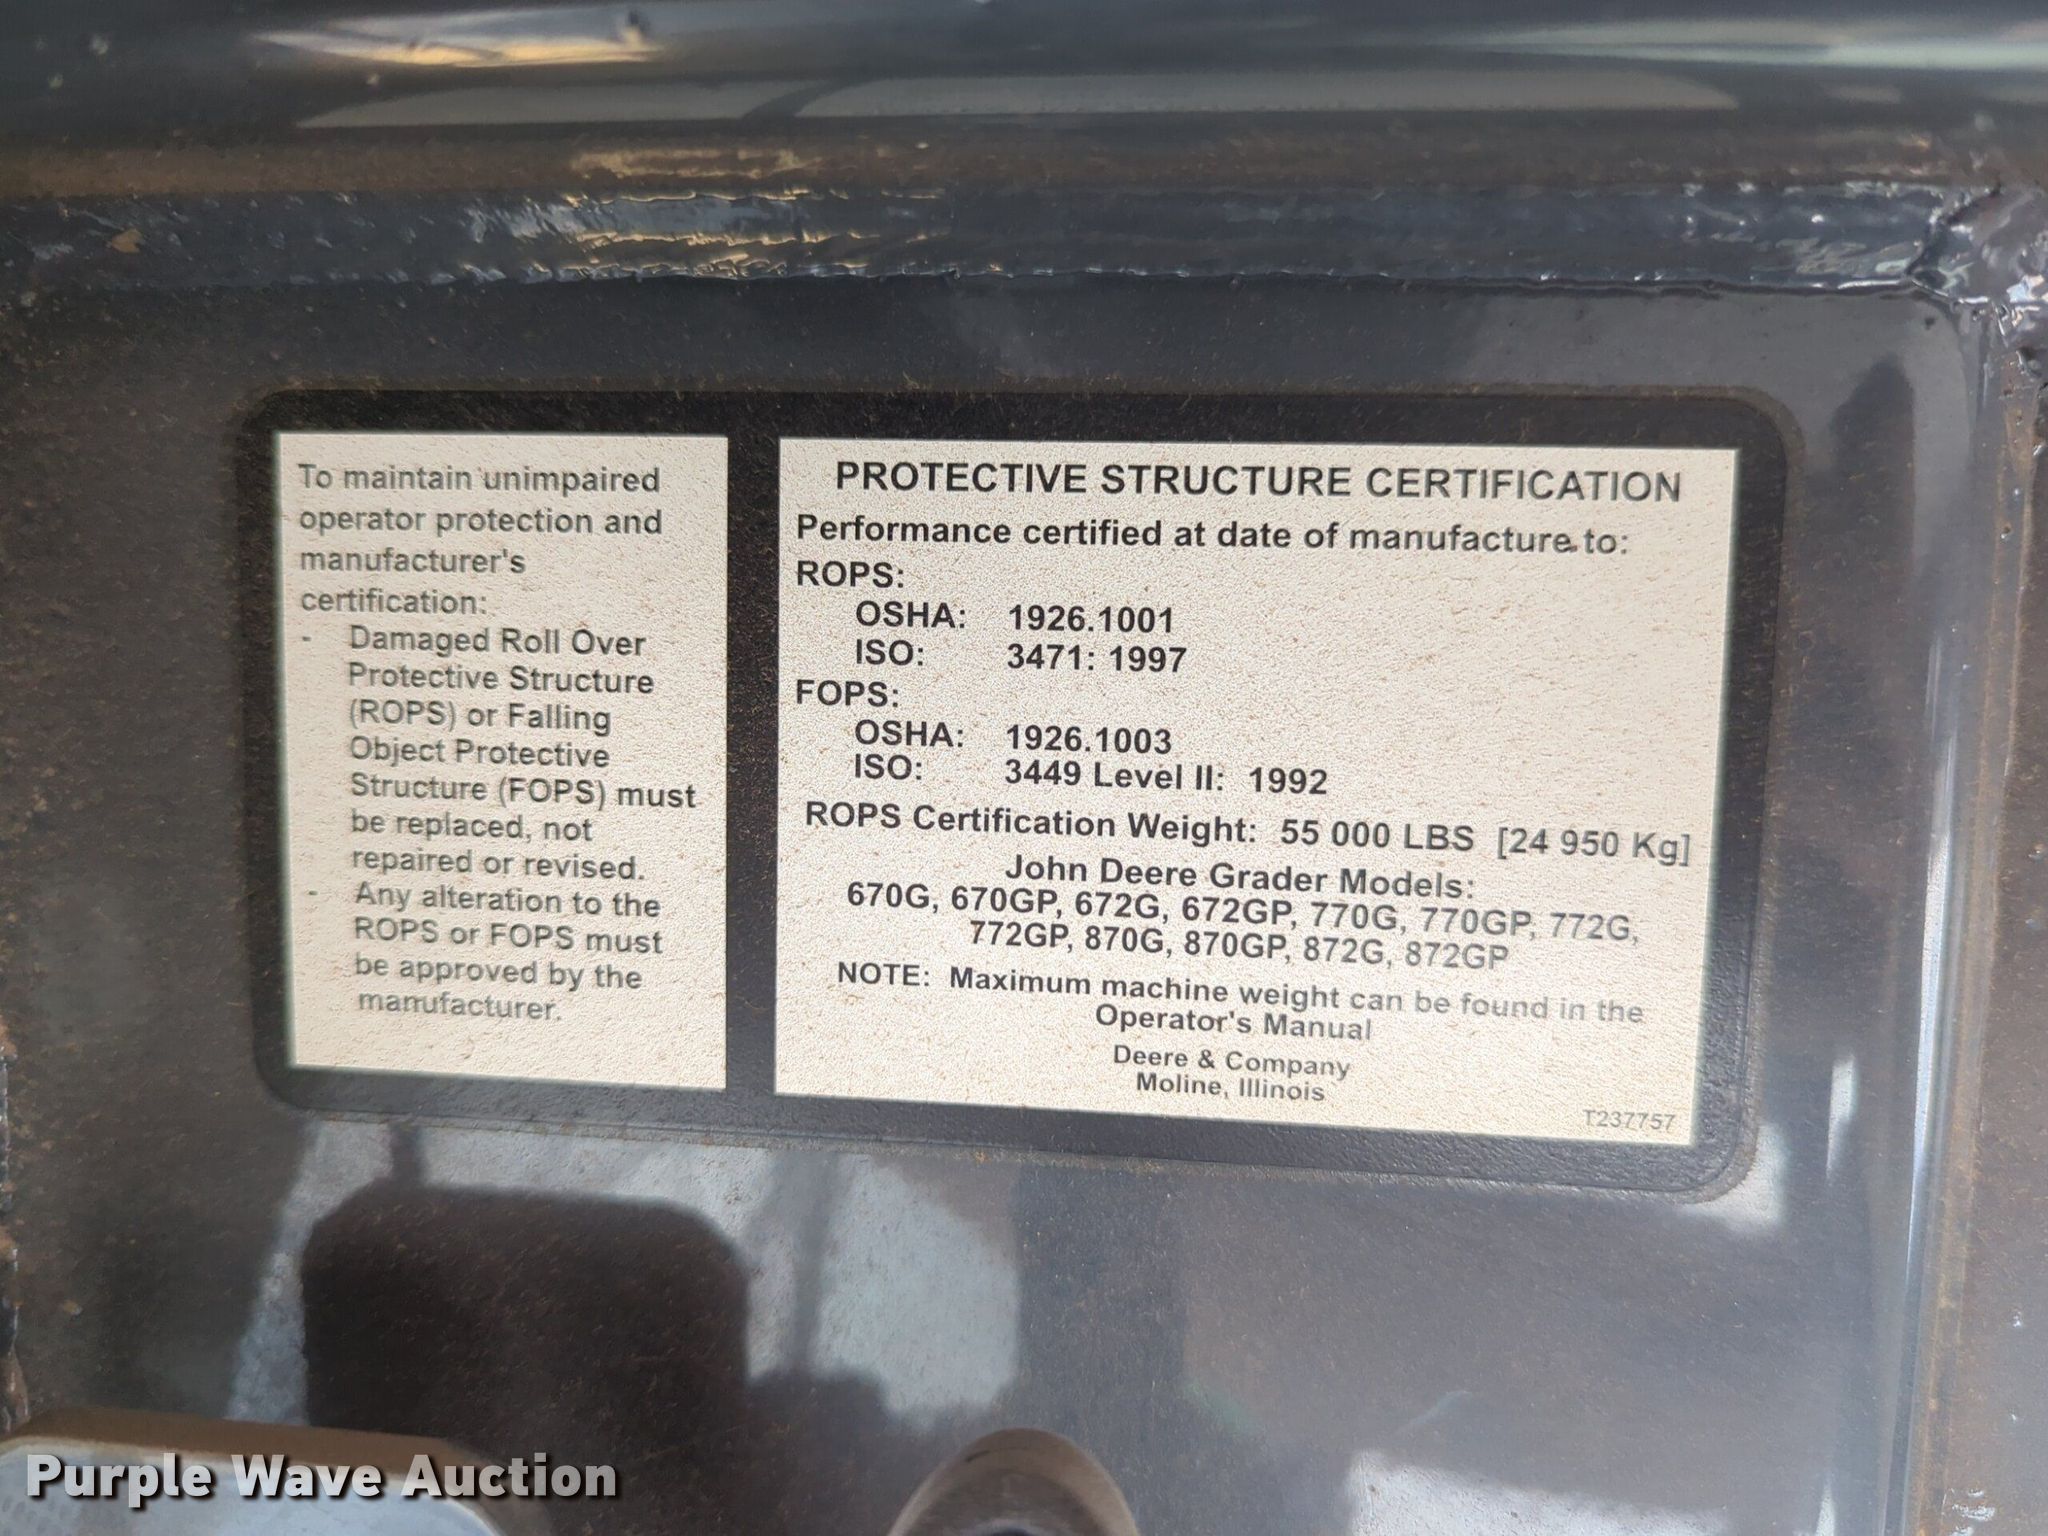 To maintain unimpaired
operator protection and
manufacturer's
certification:
- Damaged Roll Over
Protective Structure
(ROPS) or Falling
Object Protective
Structure (FOPS) must
be replaced, not
repaired or revised.
- Any alteration to the
ROPS or FOPS must
be approved by the
manufacturer.
PROTECTIVE STRUCTURE CERTIFICATION
Performance certified at date of manufacture to:
ROPS:
OSHA: 1926.1001
ISO: 3471: 1997
FOPS:
OSHA: 1926.1003
ISO: 3449 Level II: 1992
ROPS Certification Weight: 55 000 LBS [24 950 Kg]
John Deere Grader Models:
670G, 670GP, 672G, 672GP, 770G, 770GP, 772G,
772GP, 870G, 870GP, 872G, 872GP
NOTE: Maximum machine weight can be found in the
Operator's Manual
Deere & Company
Moline, Illinois
T237757
Purple Wave Auction